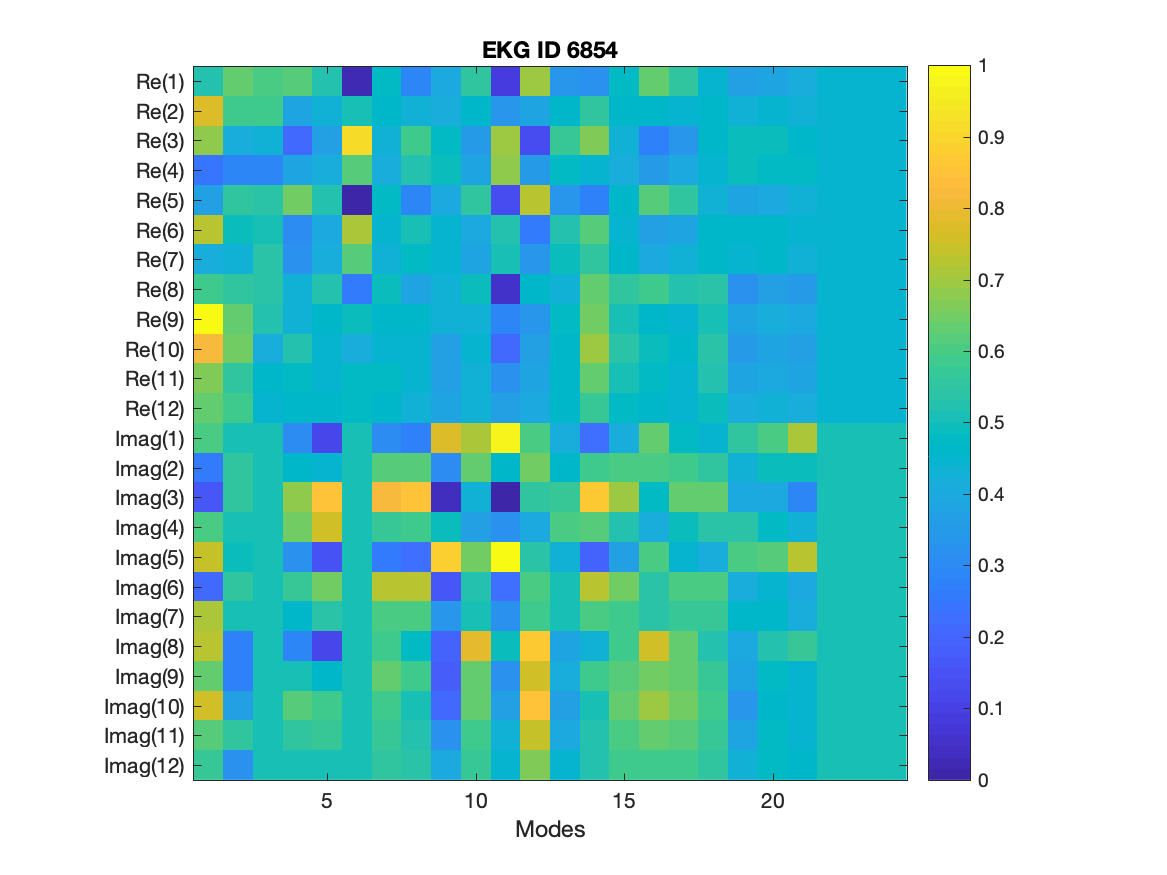 EKG ID 6854
Re(1)
Re(2)
Re(3)
Re(4)
Re(5)
Re(6)
Re(7)
Re(8)
Re(9)
Re(10)
Re(11)
Re(12)
Imag(1)
Imag(2)
Imag(3)
Imag(4)
Imag(5)
Imag(6)
Imag(7)
Imag(8)
Imag(9)
Imag(10)
Imag(11)
Imag(12)
5 10 15 20
Modes
1
0.9
0.8
0.7
0.6
0.5
0.4
0.3
0.2
0.1
0